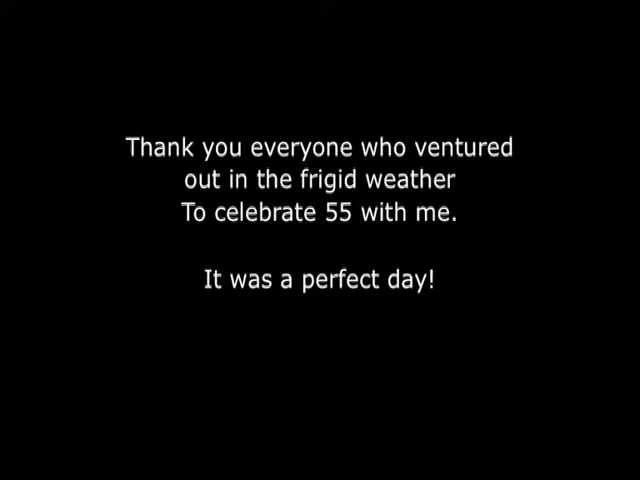 Thank you everyone who ventured
out in the frigid weather
To celebrate 55 with me.
It was a perfect day!